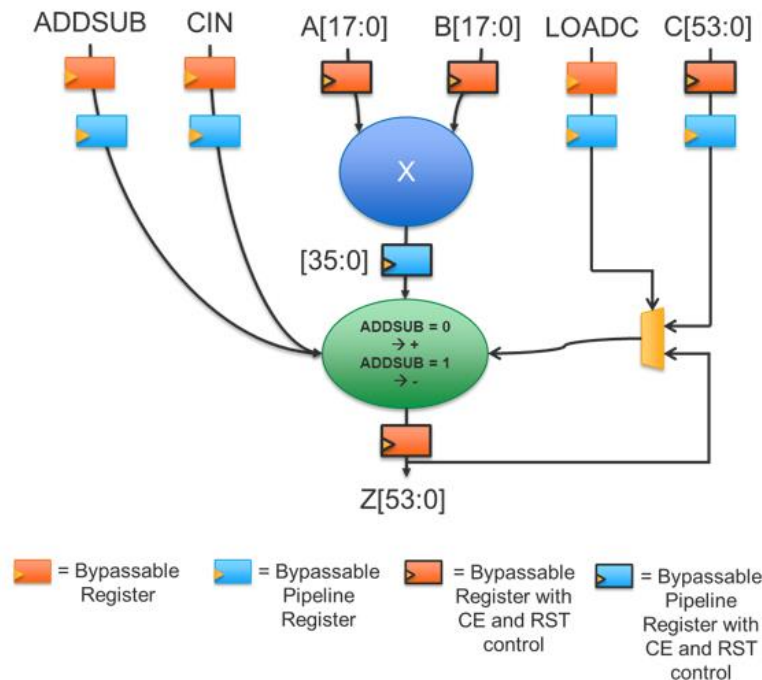 ADDSUB CIN A[17:0] B[17:0] LOADC C[53:0]
X
[35:0]
ADDSUB = 0
→ +
ADDSUB = 1
→ -
Z[53:0]
= Bypassable
Register
= Bypassable
Pipeline
Register
= Bypassable
Register with
CE and RST
control
= Bypassable
Pipeline
Register with
CE and RST
control